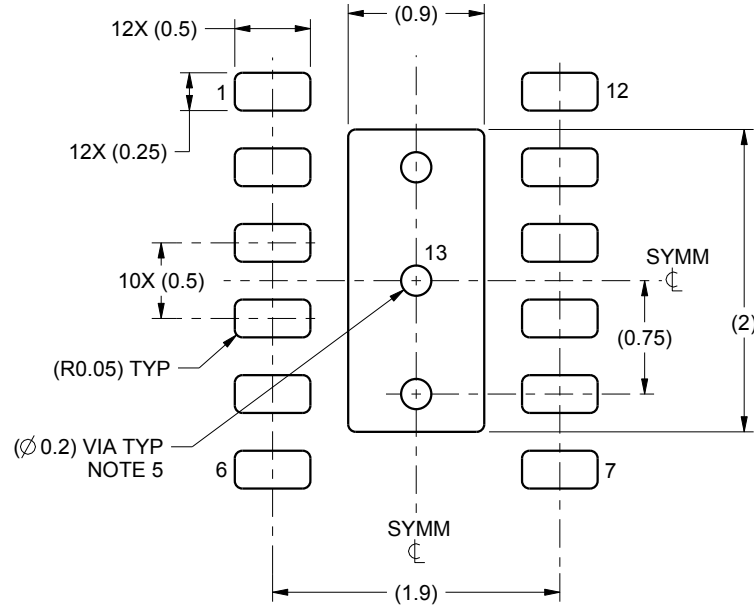 12X (0.5)
(0.9)
1
12
12X (0.25)
13
SYMM
℄
10X (0.5)
(0.75)
(2)
(R0.05) TYP
(∅ 0.2) VIA TYP
NOTE 5
6
7
SYMM
℄
(1.9)